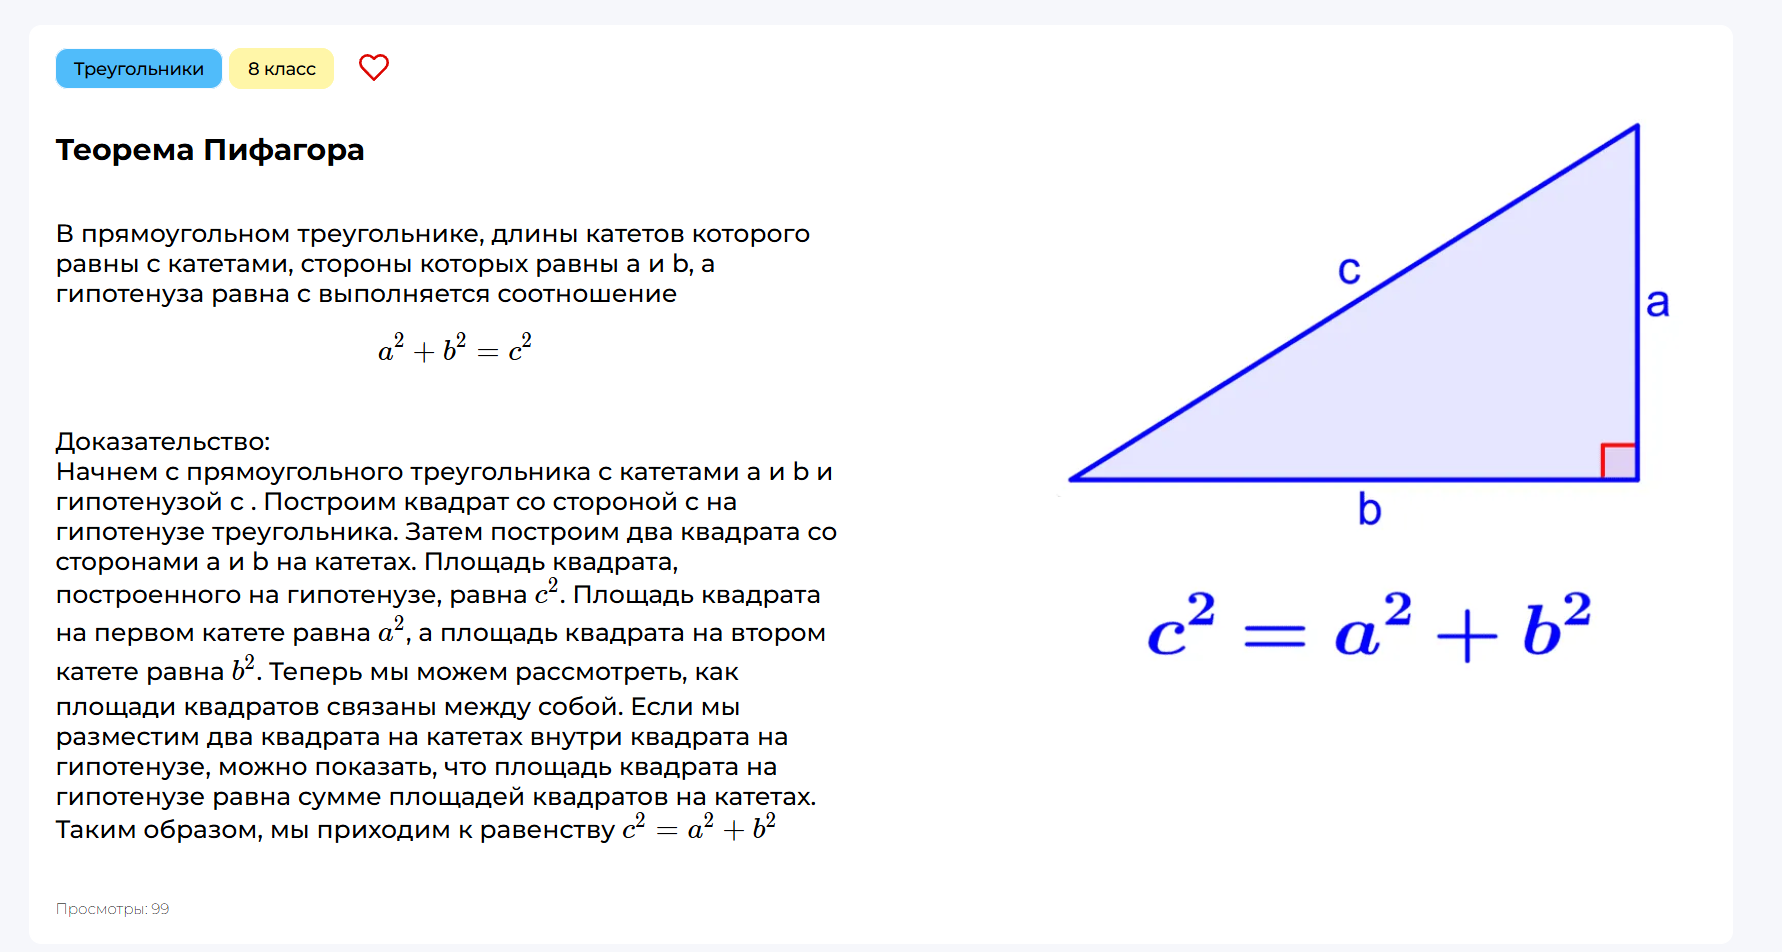 Треугольники 8 класс
Теорема Пифагора
В прямоугольном треугольнике, длины катетов которого
равны с катетами, стороны которых равны a и b, а
гипотенуза равна с выполняется соотношение
a² + b² = c²
Доказательство:
Начнем с прямоугольного треугольника с катетами a и b и
гипотенузой c . Построим квадрат со стороной c на
гипотенузе треугольника. Затем построим два квадрата со
сторонами a и b на катетах. Площадь квадрата,
построенного на гипотенузе, равна c². Площадь квадрата
на первом катете равна a², а площадь квадрата на втором
катете равна b². Теперь мы можем рассмотреть, как
площади квадратов связаны между собой. Если мы
разместим два квадрата на катетах внутри квадрата на
гипотенузе, можно показать, что площадь квадрата на
гипотенузе равна сумме площадей квадратов на катетах.
Таким образом, мы приходим к равенству c² = a² + b²
Просмотры: 99
c
a
b
c² = a² + b²